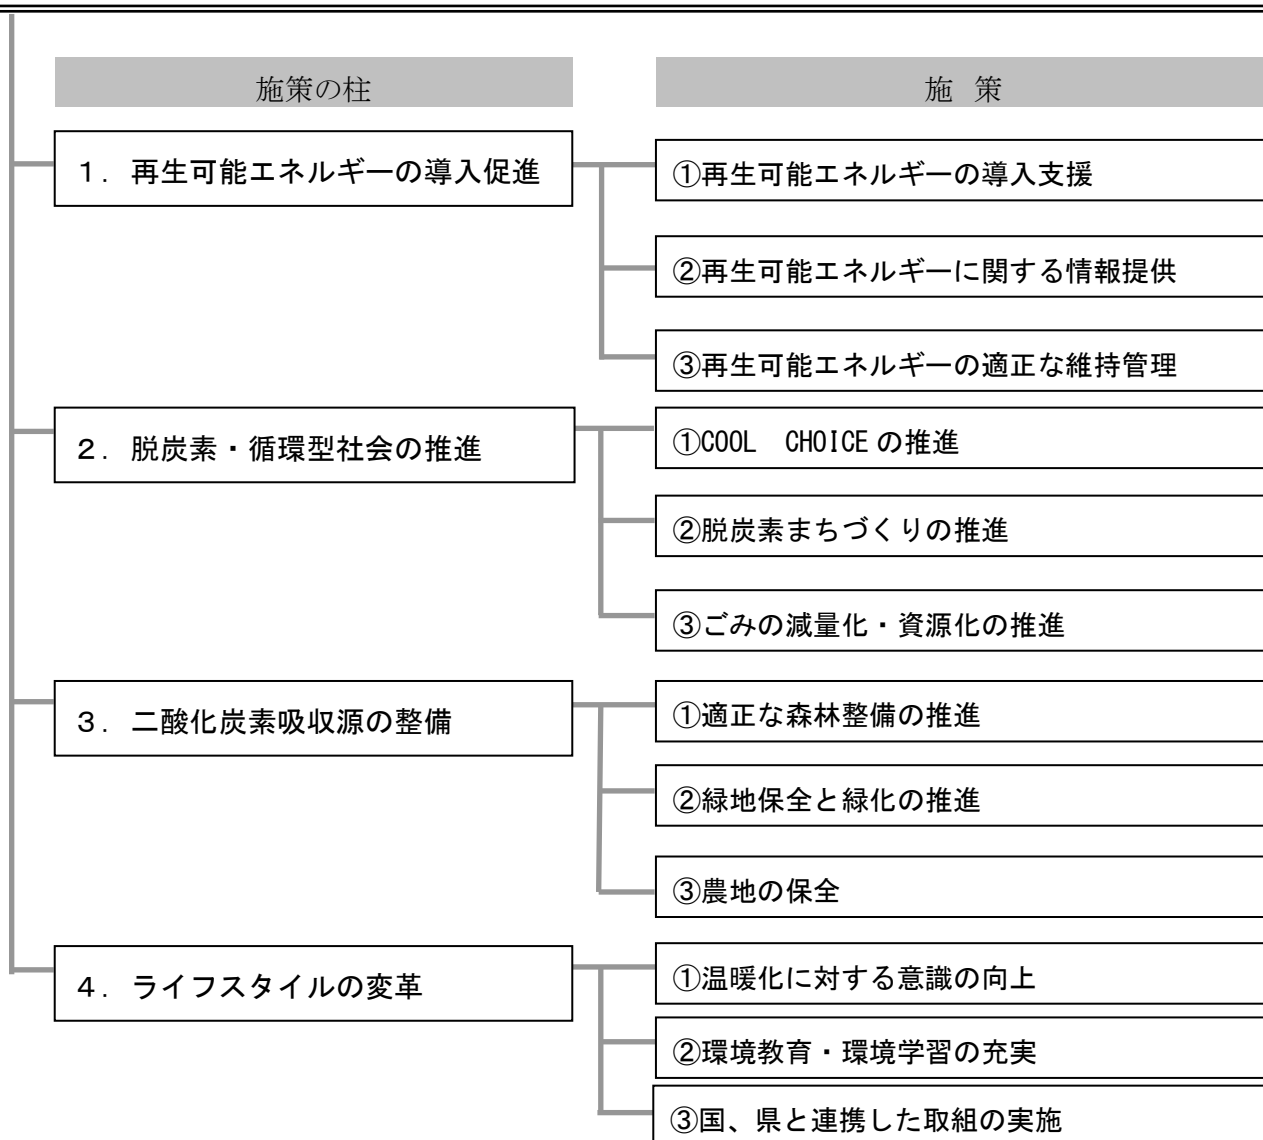 施策の柱
施　策
１．再生可能エネルギーの導入促進
①再生可能エネルギーの導入支援
②再生可能エネルギーに関する情報提供
③再生可能エネルギーの適正な維持管理
２．脱炭素・循環型社会の推進
①COOL　CHOICE の推進
②脱炭素まちづくりの推進
③ごみの減量化・資源化の推進
３．二酸化炭素吸収源の整備
①適正な森林整備の推進
②緑地保全と緑化の推進
③農地の保全
４．ライフスタイルの変革
①温暖化に対する意識の向上
②環境教育・環境学習の充実
③国、県と連携した取組の実施